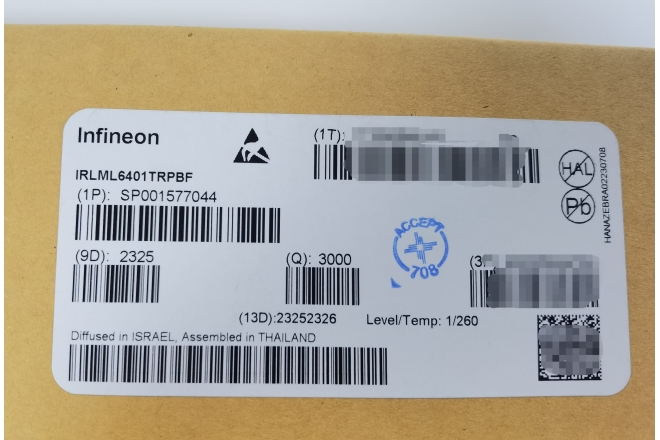 Infineon
(1T):
IRLML6401TRPBF
(1P): SP001577044
HAL
Pb
HANAZEBRA02230708
(9D): 2325
(Q): 3000
ACCEPT
708
(3
(13D):23252326
Level/Temp: 1/260
Diffused in ISRAEL, Assembled in THAILAND